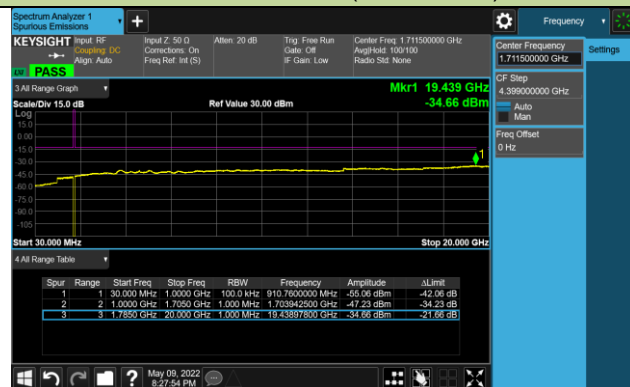 Spectrum Analyzer 1
Spurious Emissions
Frequency
KEYSIGHT
Input: RF
Coupling: DC
Align: Auto
Input Z: 50 Ω
Corrections: On
Freq Ref: Int (S)
Atten: 20 dB
Trig: Free Run
Gate: Off
IF Gain: Low
Center Freq: 1.711500000 GHz
Avg|Hold: 100/100
Radio Std: None
PASS
Center Frequency
1.711500000 GHz
Settings
CF Step
4.399000000 GHz
Auto
Man
Freq Offset
0 Hz
3 All Range Graph
Mkr1 19.439 GHz
Scale/Div 15.0 dB
Ref Value 30.00 dBm
-34.66 dBm
Log
15.0
0.00
-15.0
-30.0
-45.0
-60.0
-75.0
-90.0
-105
1
Start 30.000 MHz
Stop 20.000 GHz
4 All Range Table
Spur Range Start Freq Stop Freq RBW Frequency Amplitude ΔLimit
1 1 30.000 MHz 1.0000 GHz 100.0 kHz 910.7600000 MHz -55.06 dBm -42.06 dB
2 2 1.0000 GHz 1.7050 GHz 1.000 MHz 1.703942500 GHz -47.23 dBm -34.23 dB
3 3 1.7850 GHz 20.000 GHz 1.000 MHz 19.43897800 GHz -34.66 dBm -21.66 dB
?
May 09, 2022
8:27:54 PM